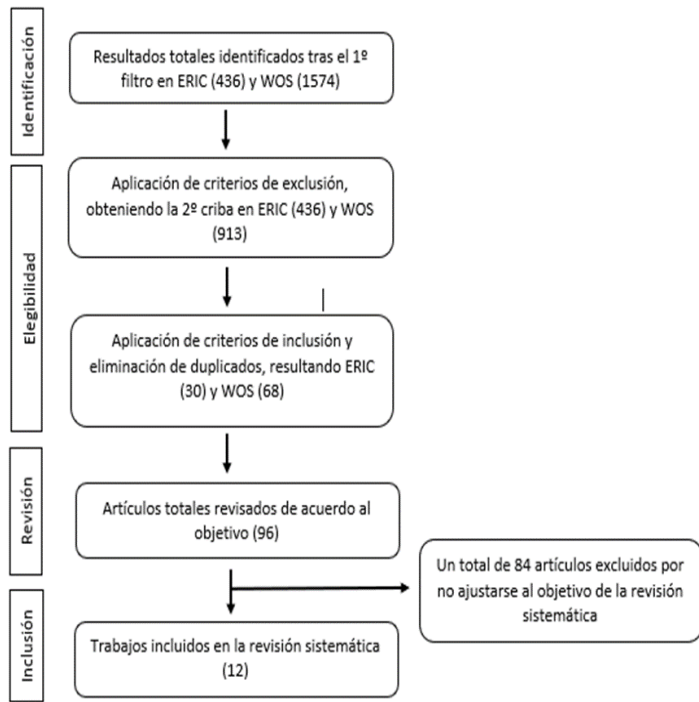 Identificación
Resultados totales identificados tras el 1º
filtro en ERIC (436) y WOS (1574)
Elegibilidad
Aplicación de criterios de exclusión,
obteniendo la 2º criba en ERIC (436) y WOS
(913)
Aplicación de criterios de inclusión y
eliminación de duplicados, resultando ERIC
(30) y WOS (68)
Revisión
Artículos totales revisados de acuerdo al
objetivo (96)
Un total de 84 artículos excluidos por
no ajustarse al objetivo de la revisión
sistemática
Inclusión
Trabajos incluidos en la revisión sistemática
(12)